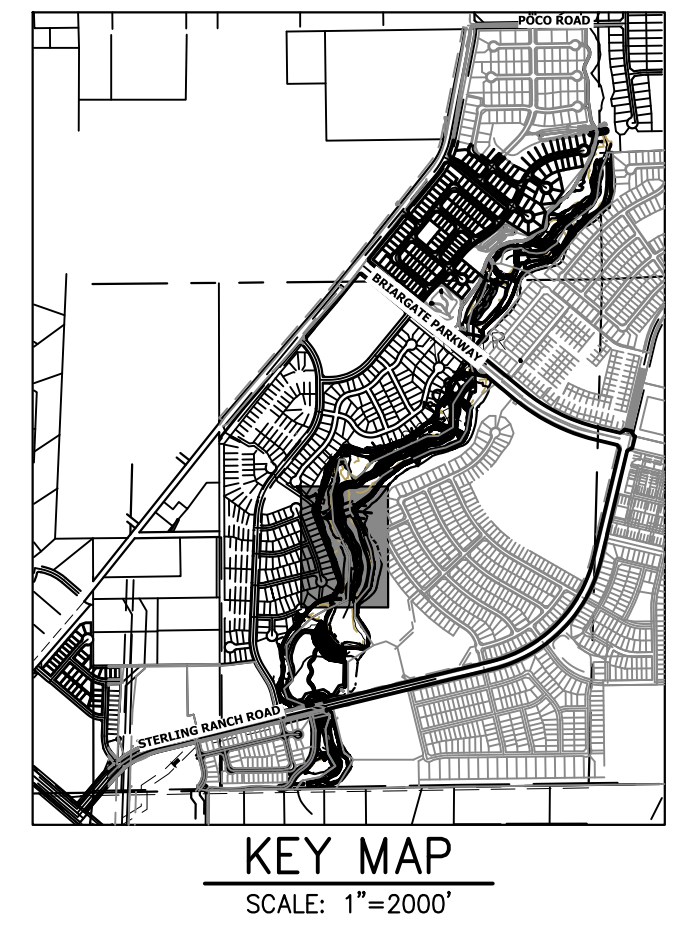 POCO ROAD
BRIARGATE PARKWAY
STERLING RANCH ROAD
KEY MAP
SCALE: 1"=2000'